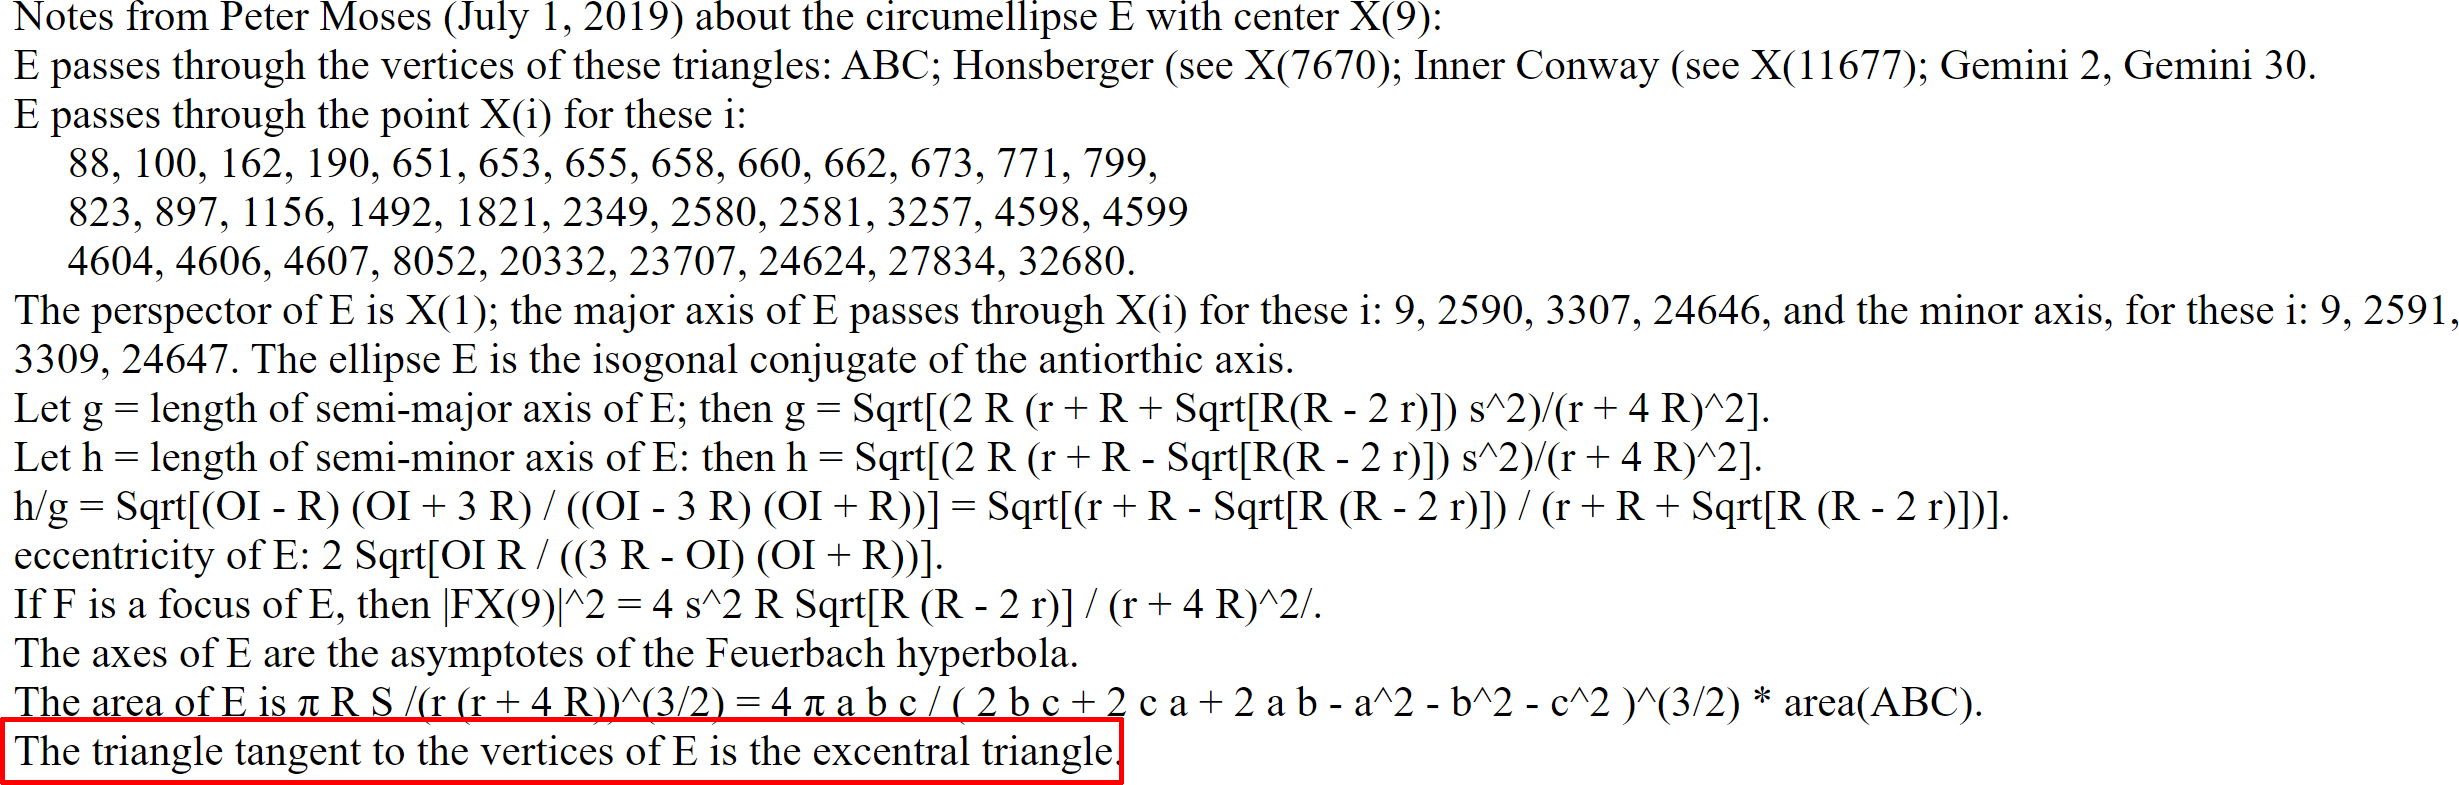 Notes from Peter Moses (July 1, 2019) about the circumellipse E with center X(9):
E passes through the vertices of these triangles: ABC; Honsberger (see X(7670); Inner Conway (see X(11677); Gemini 2, Gemini 30.
E passes through the point X(i) for these i:
88, 100, 162, 190, 651, 653, 655, 658, 660, 662, 673, 771, 799,
823, 897, 1156, 1492, 1821, 2349, 2580, 2581, 3257, 4598, 4599
4604, 4606, 4607, 8052, 20332, 23707, 24624, 27834, 32680.
The perspector of E is X(1); the major axis of E passes through X(i) for these i: 9, 2590, 3307, 24646, and the minor axis, for these i: 9, 2591,
3309, 24647. The ellipse E is the isogonal conjugate of the antiorthic axis.
Let g = length of semi-major axis of E; then g = Sqrt[(2 R (r + R + Sqrt[R(R - 2 r)]) s^2)/(r + 4 R)^2].
Let h = length of semi-minor axis of E: then h = Sqrt[(2 R (r + R - Sqrt[R(R - 2 r)]) s^2)/(r + 4 R)^2].
h/g = Sqrt[(OI - R) (OI + 3 R) / ((OI - 3 R) (OI + R))] = Sqrt[(r + R - Sqrt[R (R - 2 r)]) / (r + R + Sqrt[R (R - 2 r)])].
eccentricity of E: 2 Sqrt[OI R / ((3 R - OI) (OI + R))].
If F is a focus of E, then |FX(9)|^2 = 4 s^2 R Sqrt[R (R - 2 r)] / (r + 4 R)^2/.
The axes of E are the asymptotes of the Feuerbach hyperbola.
The area of E is π R S /(r (r + 4 R))^(3/2) = 4 π a b c / ( 2 b c + 2 c a + 2 a b - a^2 - b^2 - c^2 )^(3/2) * area(ABC).
The triangle tangent to the vertices of E is the excentral triangle.